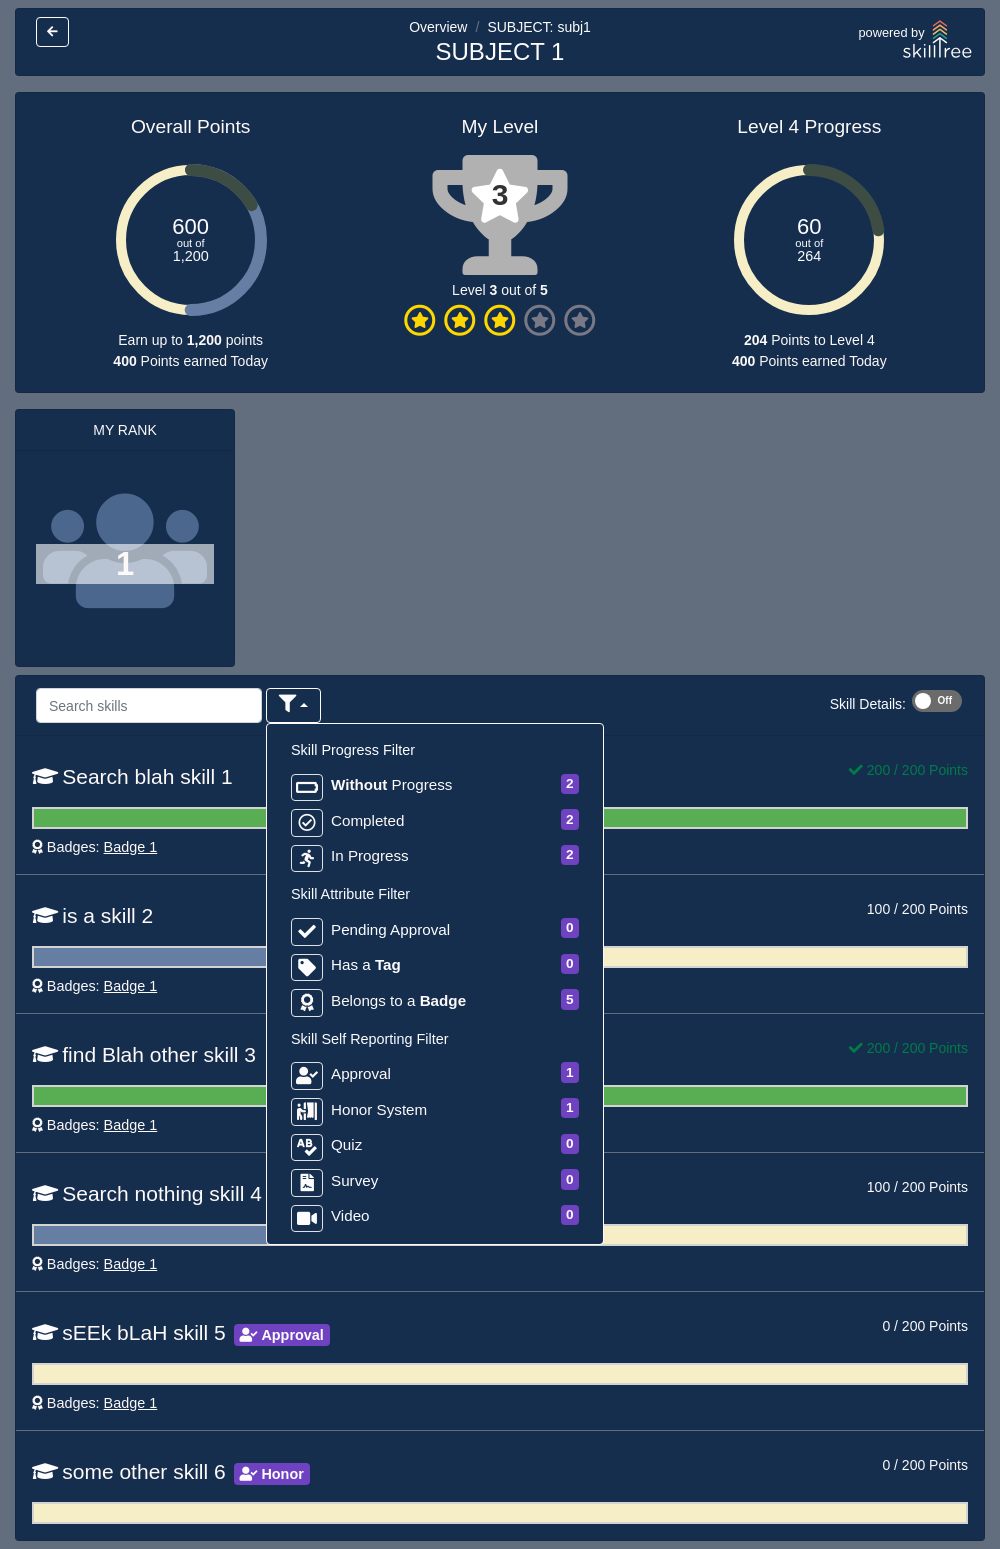 Overview / SUBJECT: subj1
SUBJECT 1
powered by
skilltree
Overall Points
600
out of
1,200
Earn up to 1,200 points
400 Points earned Today
My Level
3
Level 3 out of 5
Level 4 Progress
60
out of
264
204 Points to Level 4
400 Points earned Today
MY RANK
1
Search skills
Skill Details: Off
Skill Progress Filter
Without Progress 2
Completed 2
In Progress 2
Skill Attribute Filter
Pending Approval 0
Has a Tag 0
Belongs to a Badge 5
Skill Self Reporting Filter
Approval 1
Honor System 1
Quiz 0
Survey 0
Video 0
Search blah skill 1
200 / 200 Points
Badges: Badge 1
is a skill 2
100 / 200 Points
Badges: Badge 1
find Blah other skill 3
200 / 200 Points
Badges: Badge 1
Search nothing skill 4
100 / 200 Points
Badges: Badge 1
sEEk bLaH skill 5 Approval
0 / 200 Points
Badges: Badge 1
some other skill 6 Honor
0 / 200 Points